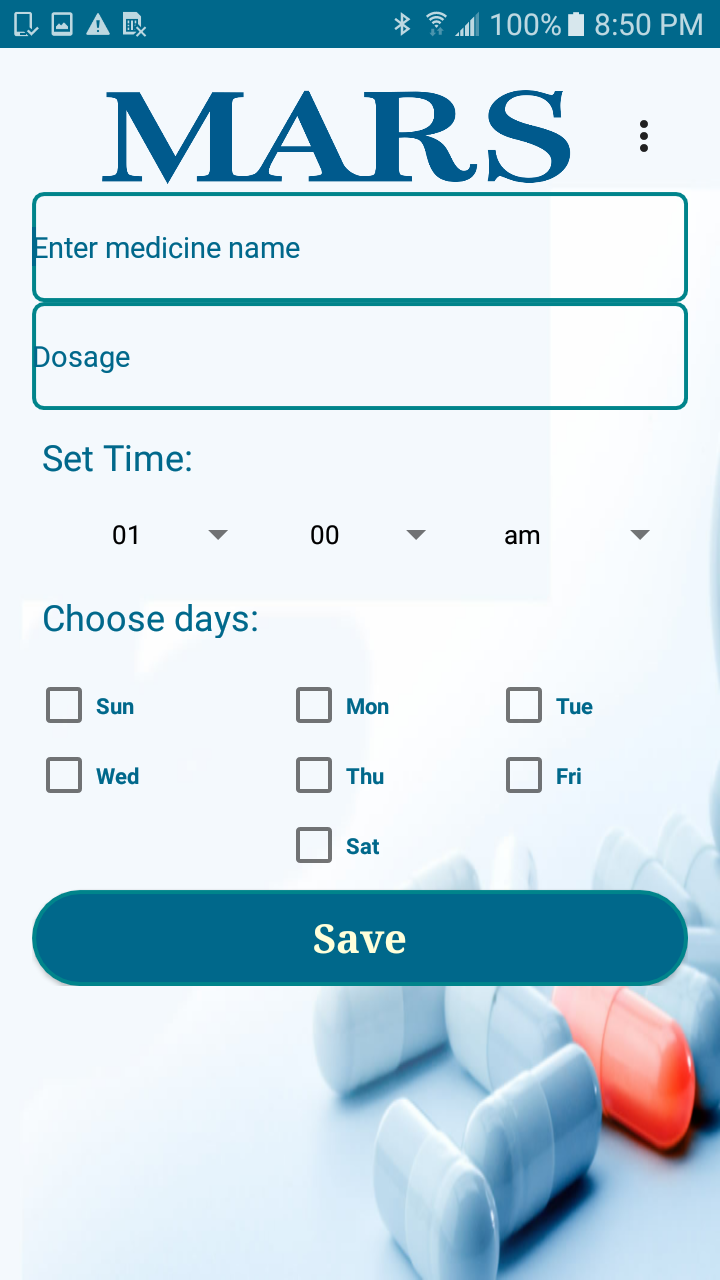 100% 8:50 PM
MARS
Enter medicine name
Dosage
Set Time:
01 00 am
Choose days:
Sun Mon Tue
Wed Thu Fri
Sat
Save